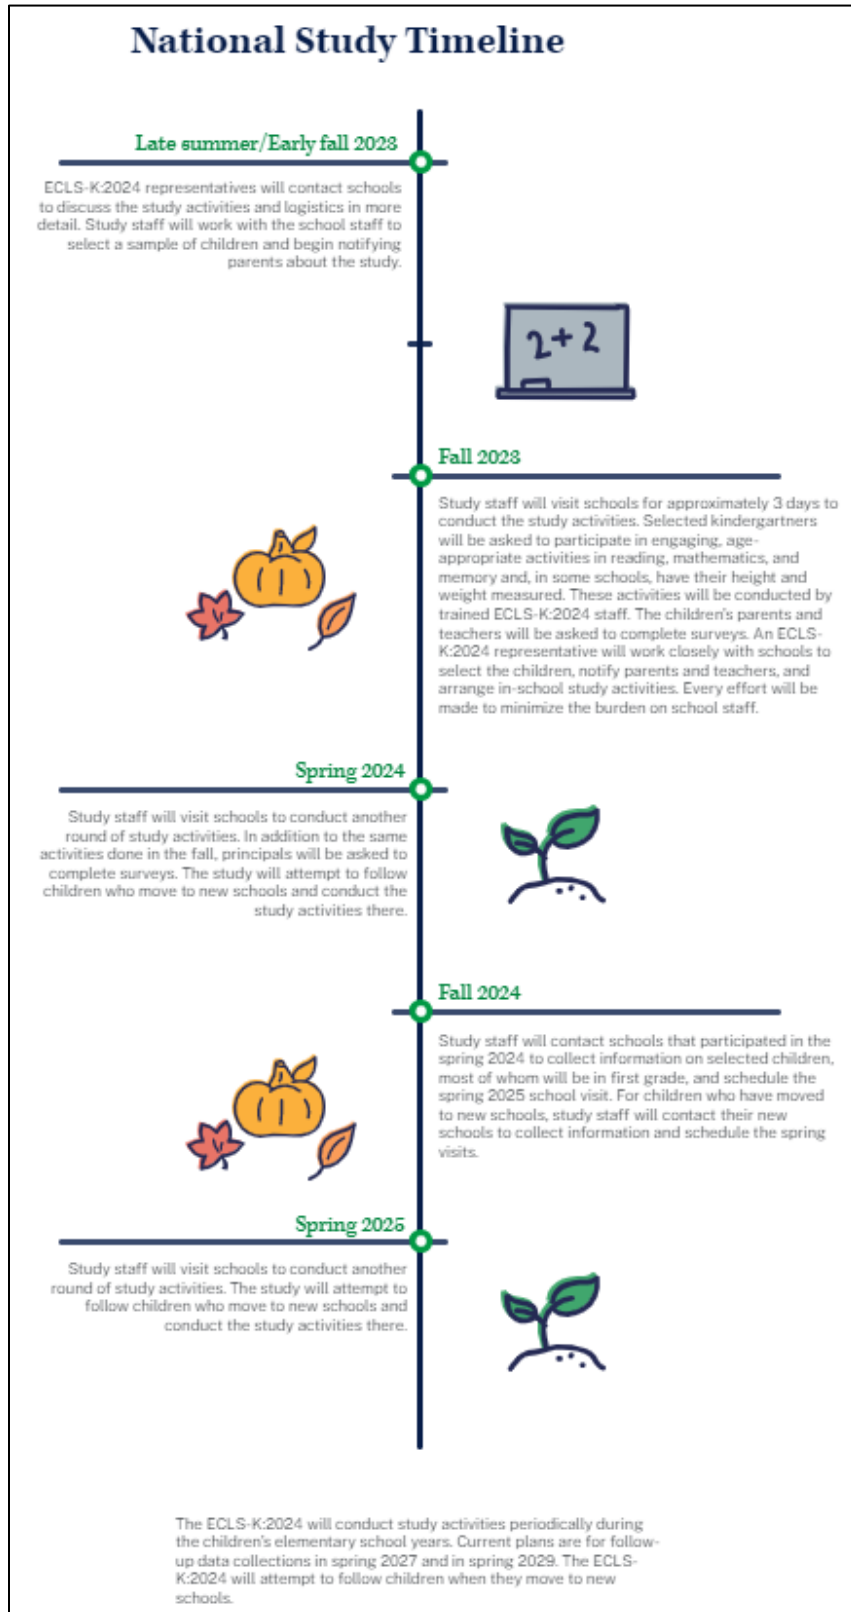 National Study Timeline
Late summer/Early fall 2023
ECLS-K:2024 representatives will contact schools
to discuss the study activities and logistics in more
detail. Study staff will work with the school staff to
select a sample of children and begin notifying
parents about the study.
2+2
Fall 2023
Study staff will visit schools for approximately 3 days to
conduct the study activities. Selected kindergartners
will be asked to participate in engaging, age-
appropriate activities in reading, mathematics, and
memory and, in some schools, have their height and
weight measured. These activities will be conducted by
trained ECLS-K:2024 staff. The children's parents and
teachers will be asked to complete surveys. An ECLS-
K:2024 representative will work closely with schools to
select the children, notify parents and teachers, and
arrange in-school study activities. Every effort will be
made to minimize the burden on school staff.
Spring 2024
Study staff will visit schools to conduct another
round of study activities. In addition to the same
activities done in the fall, principals will be asked to
complete surveys. The study will attempt to follow
children who move to new schools and conduct the
study activities there.
Fall 2024
Study staff will contact schools that participated in the
spring 2024 to collect information on selected children,
most of whom will be in first grade, and schedule the
spring 2025 school visit. For children who have moved
to new schools, study staff will contact their new
schools to collect information and schedule the spring
visits.
Spring 2025
Study staff will visit schools to conduct another
round of study activities. The study will attempt to
follow children who move to new schools and
conduct the study activities there.
The ECLS-K:2024 will conduct study activities periodically during
the children's elementary school years. Current plans are for follow-
up data collections in spring 2027 and in spring 2029. The ECLS-
K:2024 will attempt to follow children when they move to new
schools.